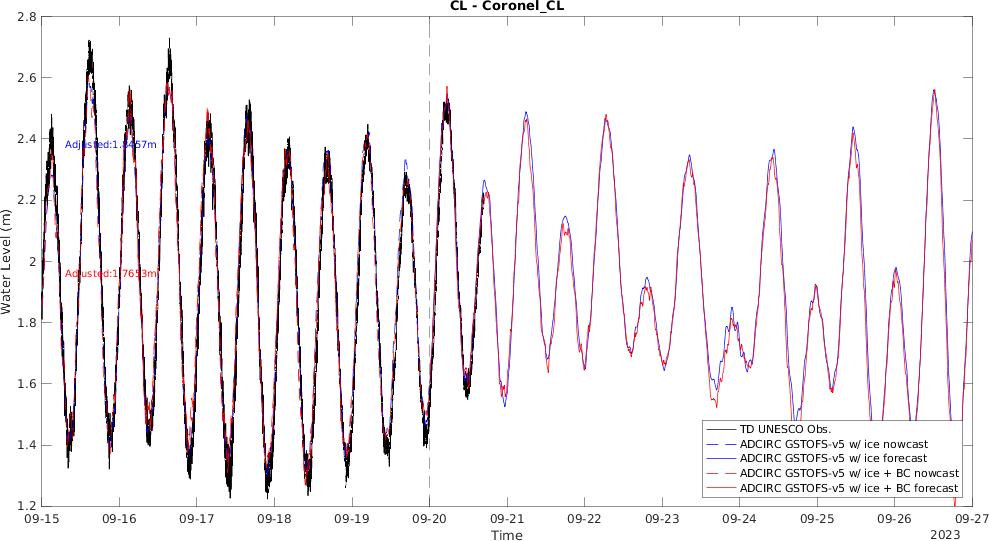 CL - Coronel_CL
Water Level (m)
2.8
2.6
2.4
2.2
2
1.8
1.6
1.4
1.2
Adjusted:1.8457m
Adjusted:1.7653m
TD UNESCO Obs.
ADCIRC GSTOFS-v5 w/ ice nowcast
ADCIRC GSTOFS-v5 w/ ice forecast
ADCIRC GSTOFS-v5 w/ ice + BC nowcast
ADCIRC GSTOFS-v5 w/ ice + BC forecast
09-15 09-16 09-17 09-18 09-19 09-20 09-21 09-22 09-23 09-24 09-25 09-26 09-27
Time
2023